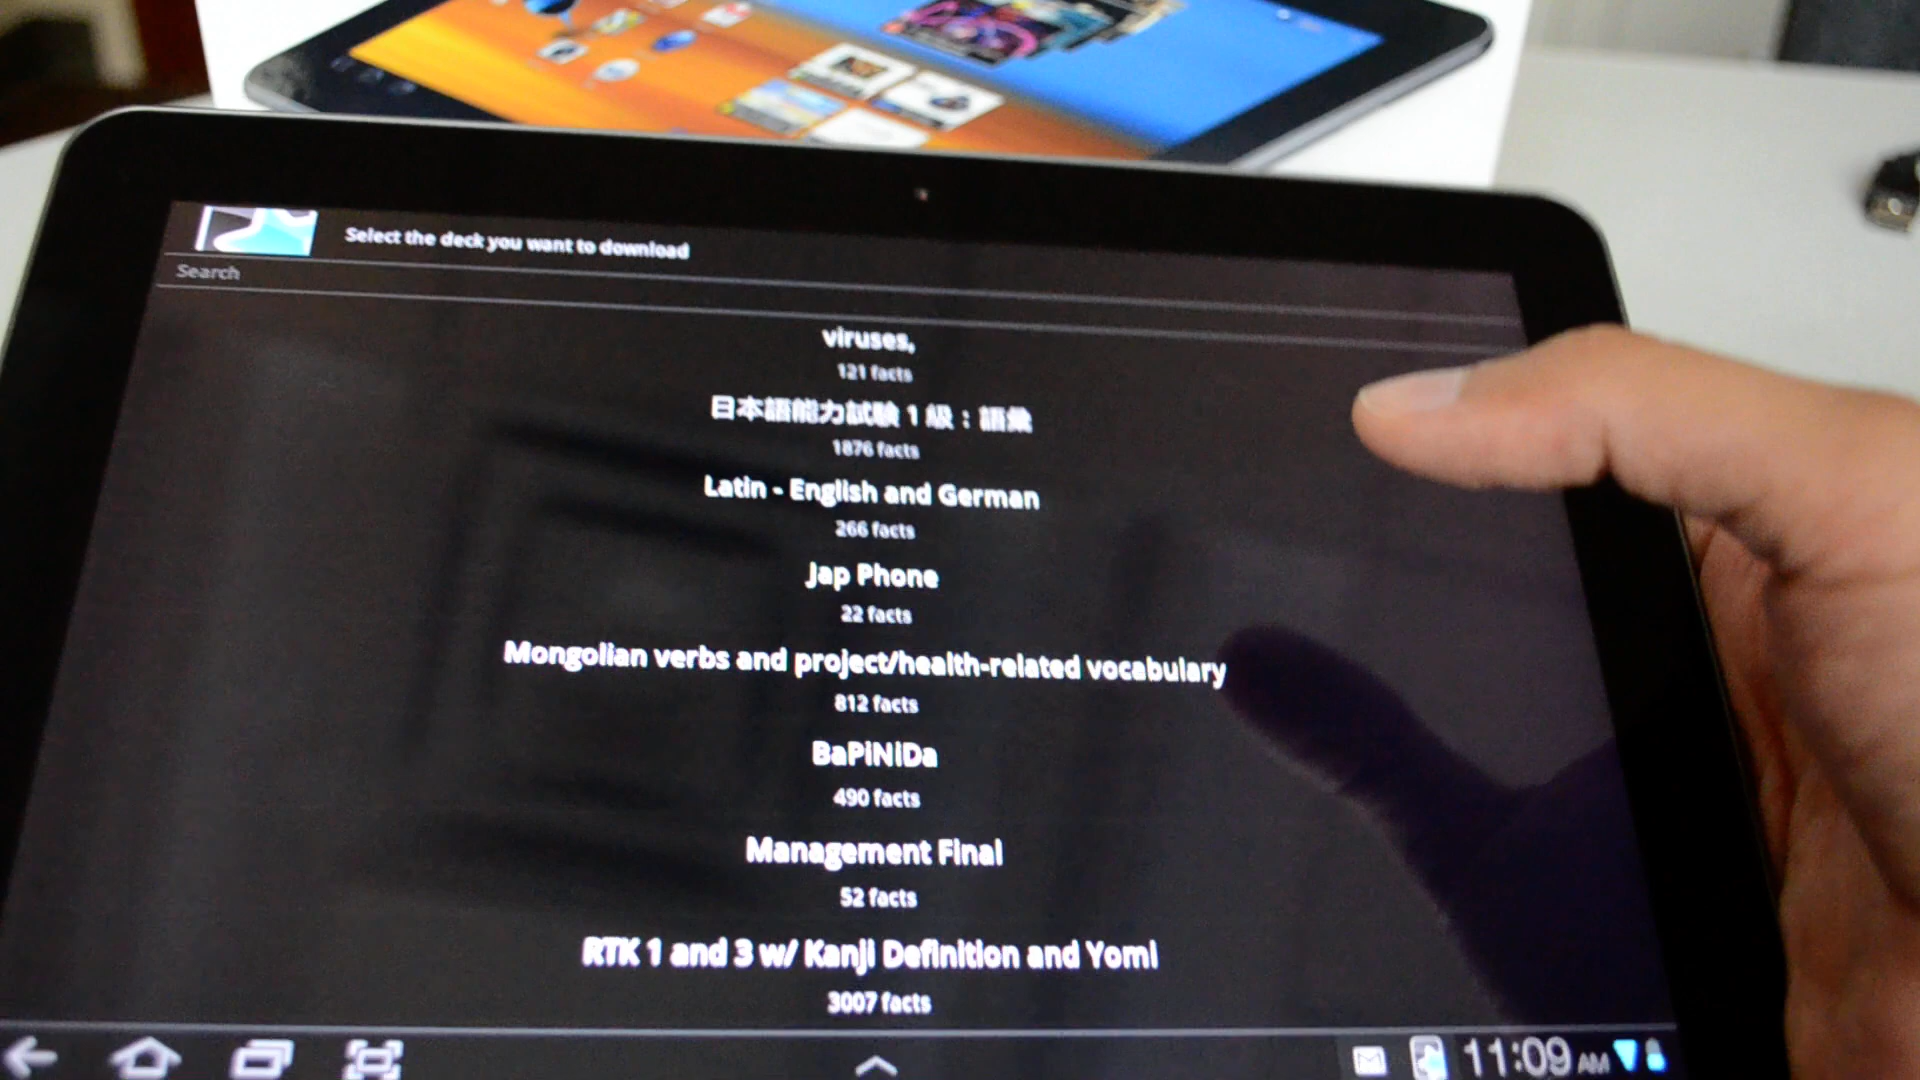 Select the deck you want to download
Search
viruses,
121 facts
日本語能力試験 1 級：語彙
1876 facts
Latin - English and German
266 facts
Jap Phone
22 facts
Mongolian verbs and project/health-related vocabulary
812 facts
BaPiNiDa
490 facts
Management Final
52 facts
RTK 1 and 3 w/ Kanji Definition and Yomi
3007 facts
11:09 AM